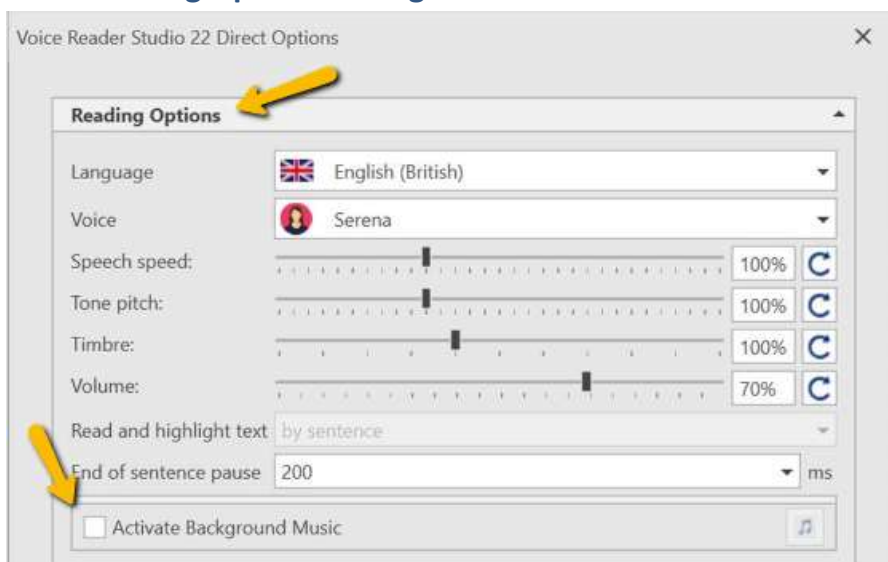 Voice Reader Studio 22 Direct Options
Reading Options
Language English (British)
Voice Serena
Speech speed: 100%
Tone pitch: 100%
Timbre: 100%
Volume: 70%
Read and highlight text by sentence
End of sentence pause 200 ms
Activate Background Music